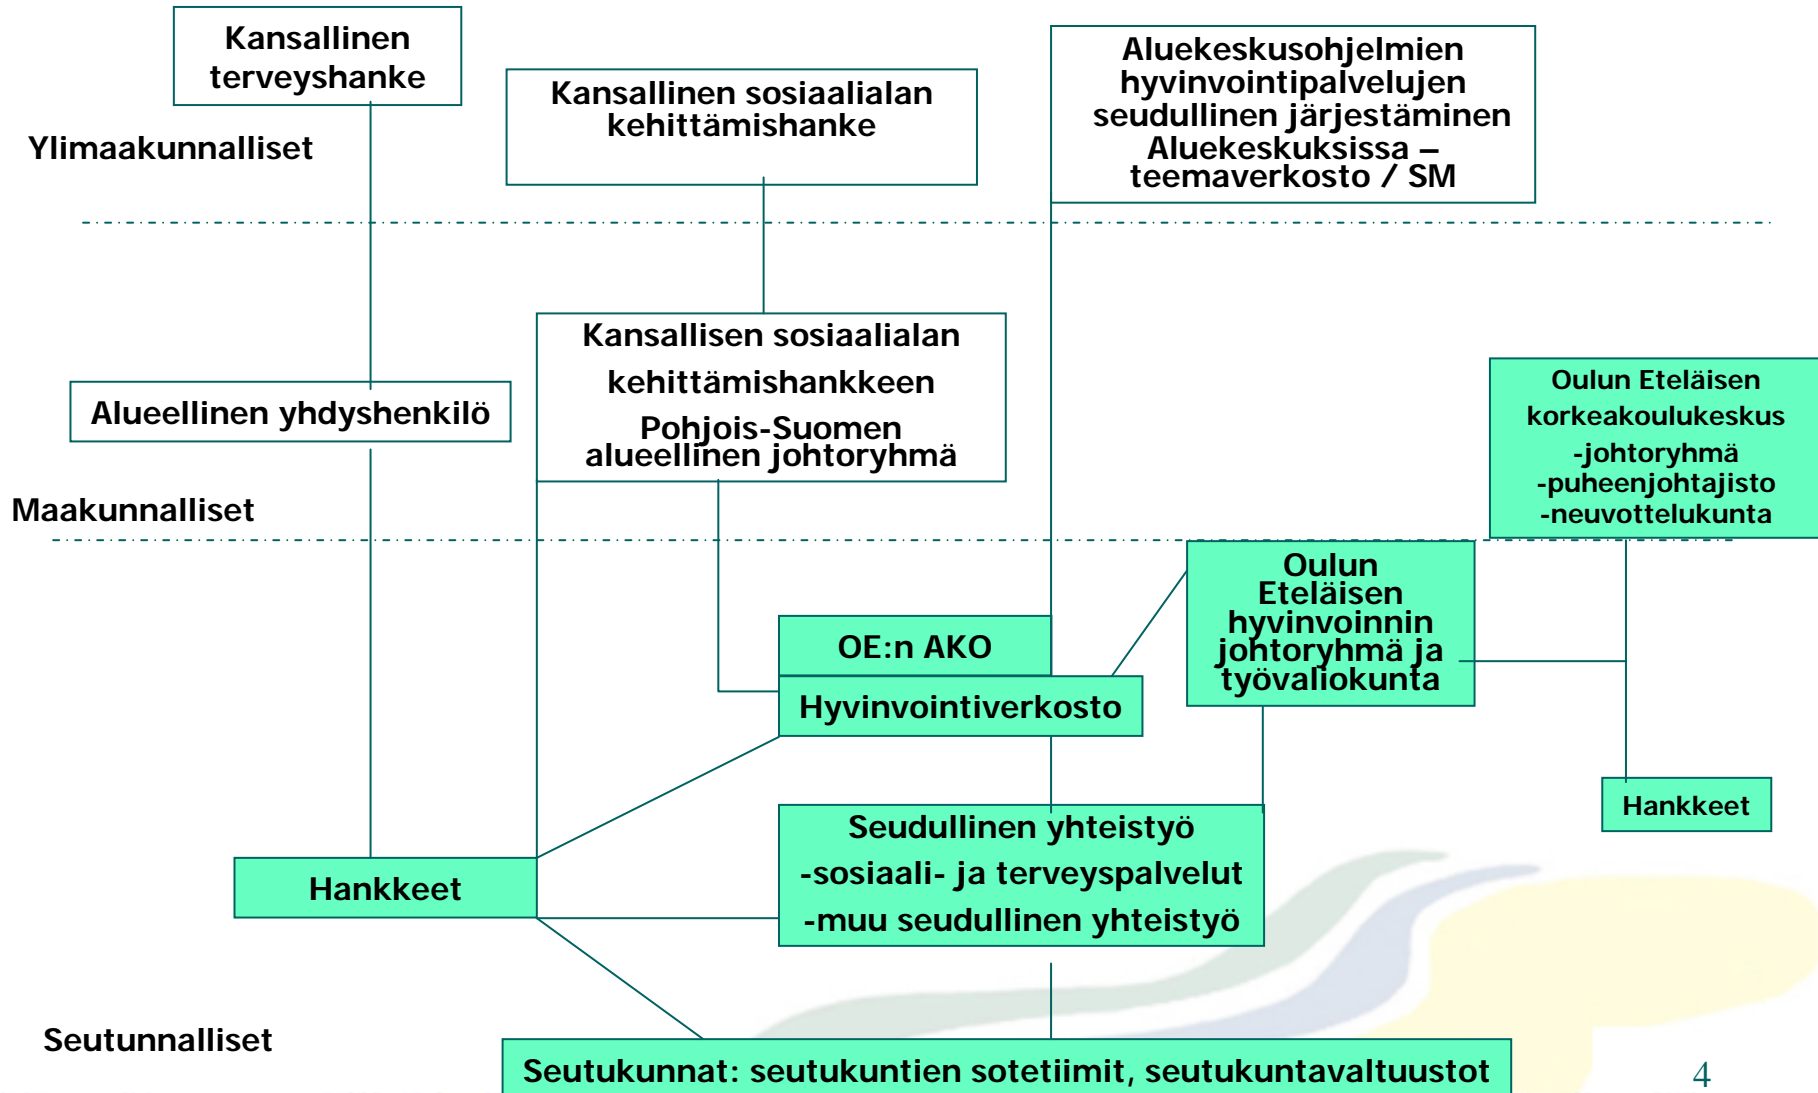 Kansallinen
terveyshanke
Kansallinen sosiaalialan
kehittämishanke
Aluekeskusohjelmien
hyvinvointipalvelujen
seudullinen järjestäminen
Aluekeskuksissa –
teemaverkosto / SM
Ylimaakunnalliset
Kansallisen sosiaalialan
kehittämishankkeen
Pohjois-Suomen
alueellinen johtoryhmä
Alueellinen yhdyshenkilö
Oulun Eteläisen
korkeakoulukeskus
-johtoryhmä
-puheenjohtajisto
-neuvottelukunta
Maakunnalliset
Oulun
Eteläisen
hyvinvoinnin
johtoryhmä ja
työvaliokunta
OE:n AKO
Hyvinvointiverkosto
Hankkeet
Seudullinen yhteistyö
-sosiaali- ja terveyspalvelut
-muu seudullinen yhteistyö
Hankkeet
Seutunnalliset
Seutukunnat: seutukuntien sotetiimit, seutukuntavaltuustot
4